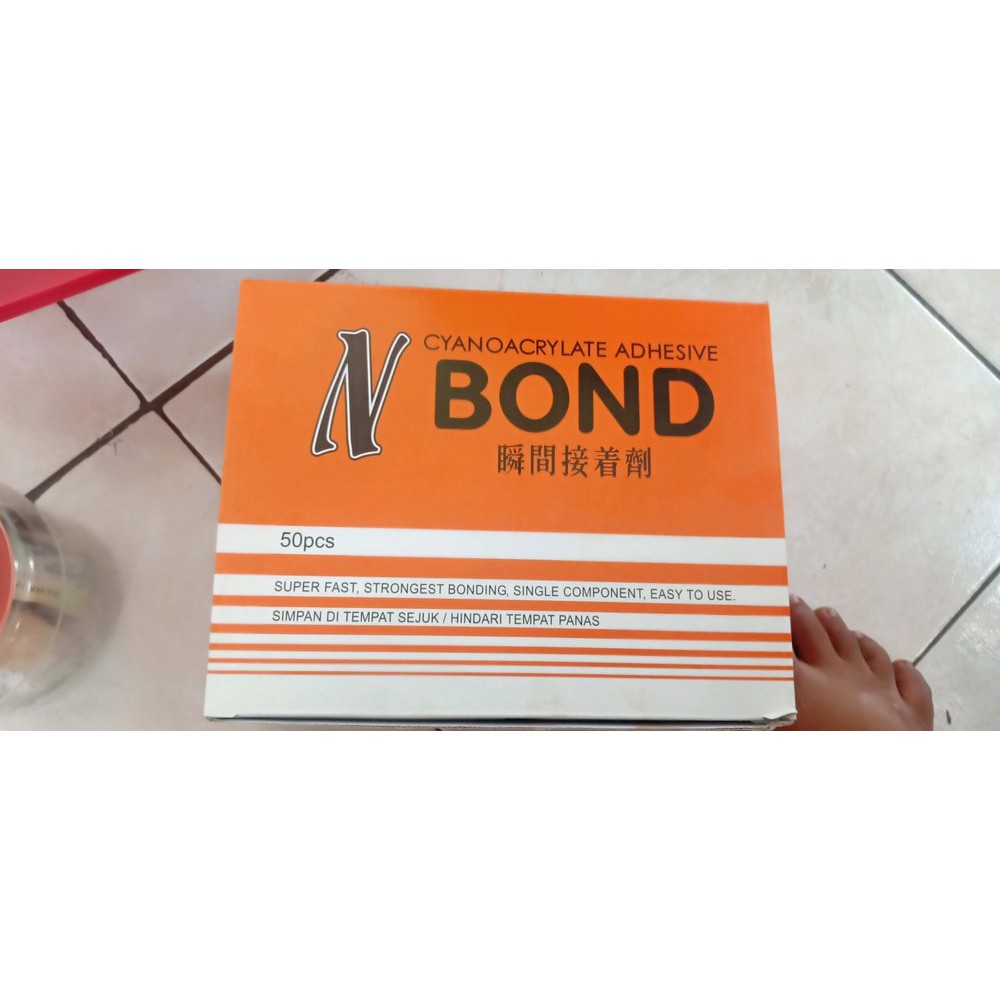 N
CYANOACRYLATE ADHESIVE
BOND
瞬間接着劑
50pcs
SUPER FAST, STRONGEST BONDING, SINGLE COMPONENT, EASY TO USE.
SIMPAN DI TEMPAT SEJUK / HINDARI TEMPAT PANAS